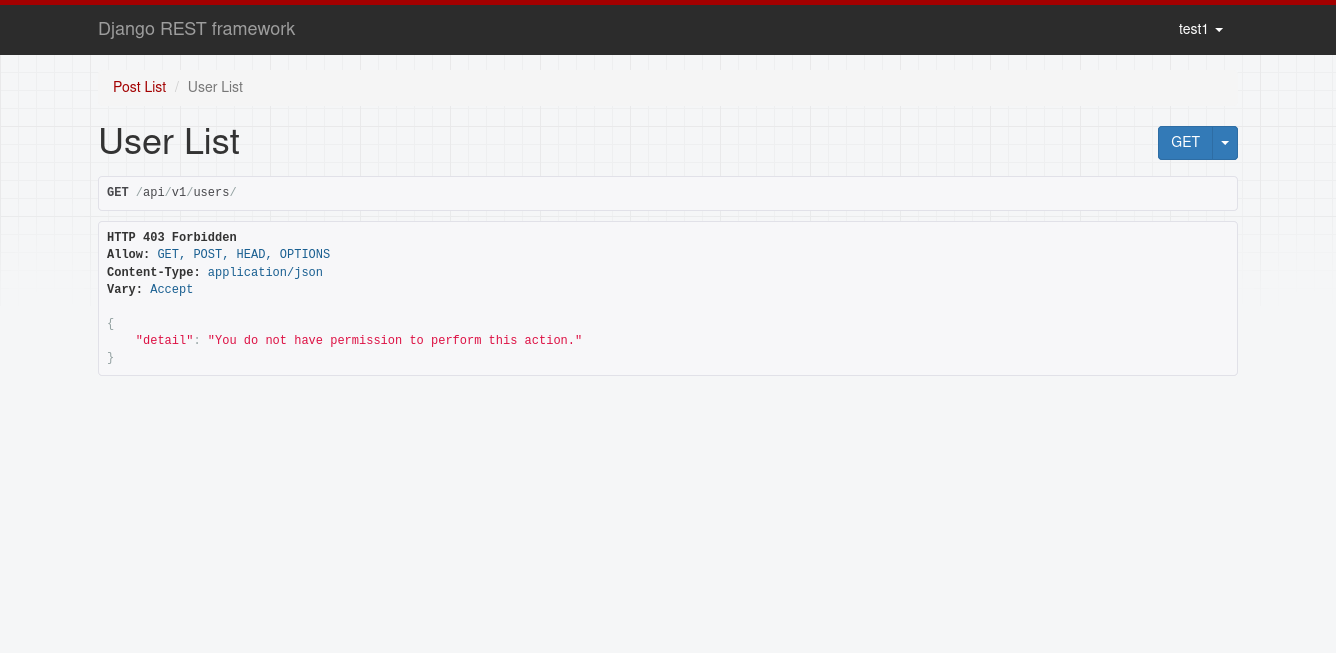 Django REST framework
test1
Post List / User List
User List
GET
GET /api/v1/users/
HTTP 403 Forbidden
Allow: GET, POST, HEAD, OPTIONS
Content-Type: application/json
Vary: Accept
{
    "detail": "You do not have permission to perform this action."
}